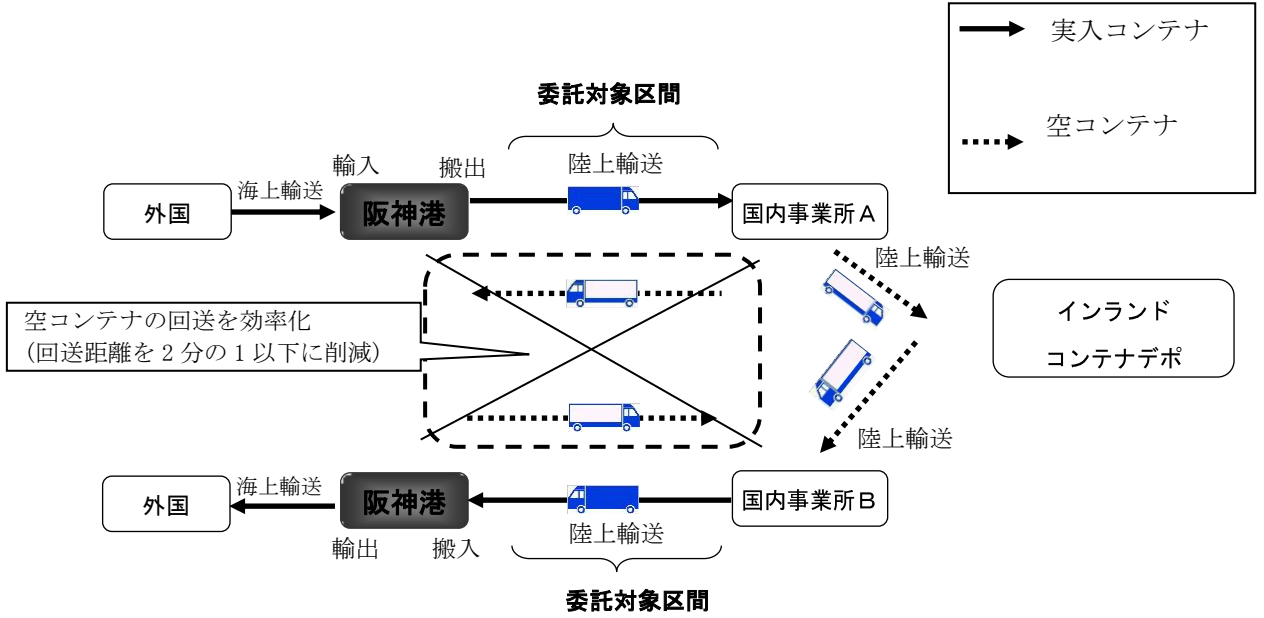 実入コンテナ
空コンテナ
委託対象区間
輸入
搬出
陸上輸送
外国
海上輸送
阪神港
国内事業所A
陸上輸送
空コンテナの回送を効率化
(回送距離を2分の1以下に削減)
インランド
コンテナデポ
陸上輸送
外国
海上輸送
阪神港
国内事業所B
輸出
搬入
陸上輸送
委託対象区間